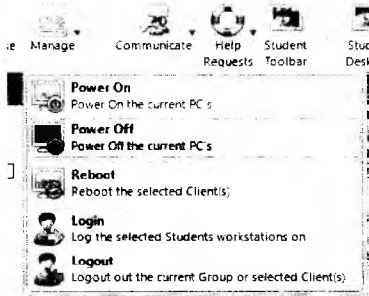 Manage Communicate Help Requests Student Toolbar
Power On
Power On the current PC's
Power Off
Power Off the current PC's
Reboot
Reboot the selected Client(s)
Login
Log the selected Students workstations on
Logout
Logout out the current Group or selected Client(s)